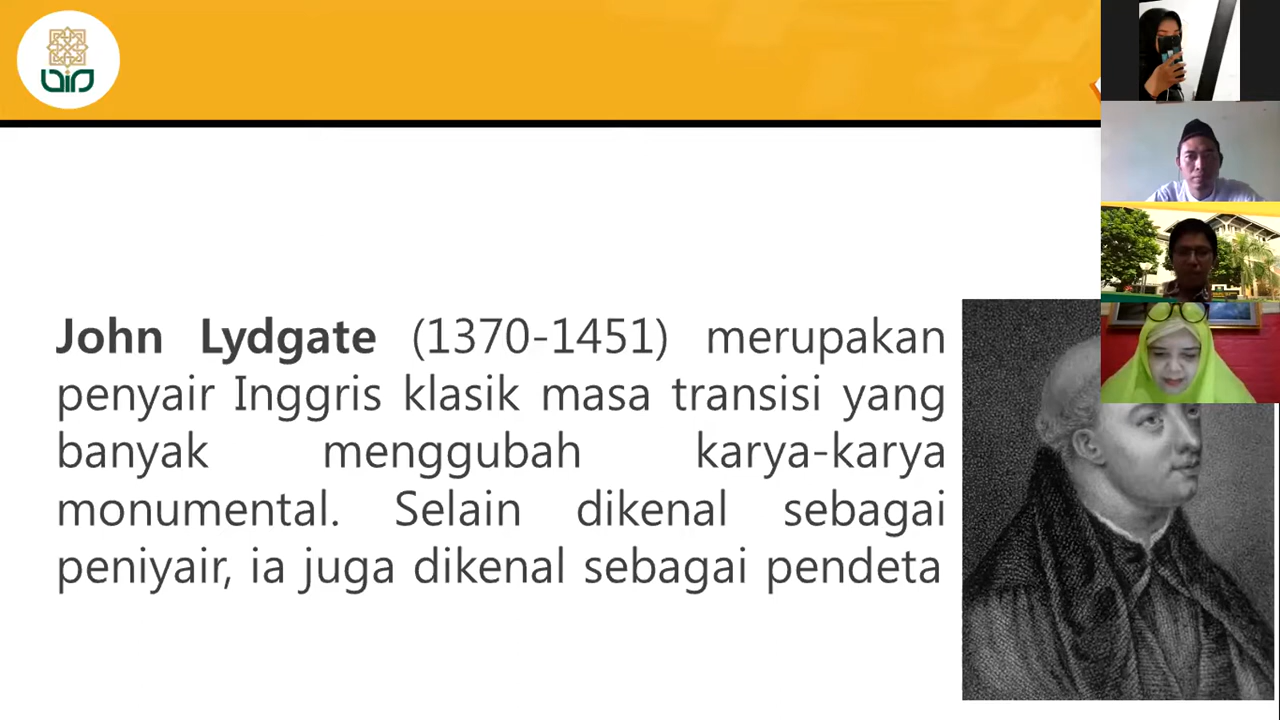 John Lydgate (1370-1451) merupakan
penyair Inggris klasik masa transisi yang
banyak menggubah karya-karya
monumental. Selain dikenal sebagai
peniyair, ia juga dikenal sebagai pendeta